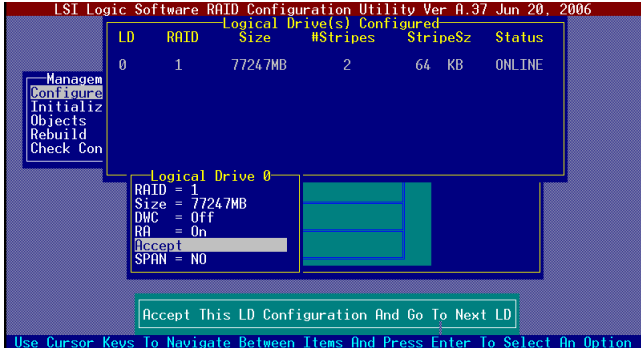 LSI Logic Software RAID Configuration Utility Ver A.37 Jun 20, 2006
Logical Drive(s) Configured
LD RAID Size #Stripes StripeSz Status
0 1 77247MB 2 64 KB ONLINE
Managem
Configure
Initializ
Objects
Rebuild
Check Con
Logical Drive 0
RAID = 1
Size = 77247MB
DWC = Off
RA = On
Accept
SPAN = NO
Accept This LD Configuration And Go To Next LD
Use Cursor Keys To Navigate Between Items And Press Enter To Select An Option